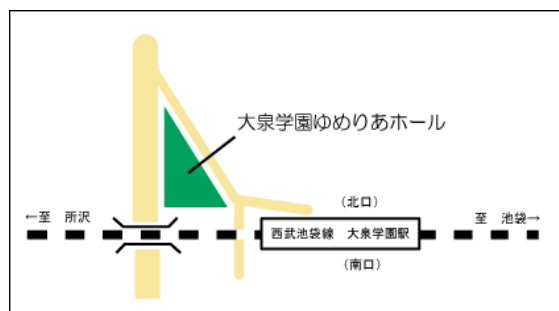 大泉学園ゆめりあホール
(北口)
←至　所沢
至　池袋→
西武池袋線　大泉学園駅
(南口)